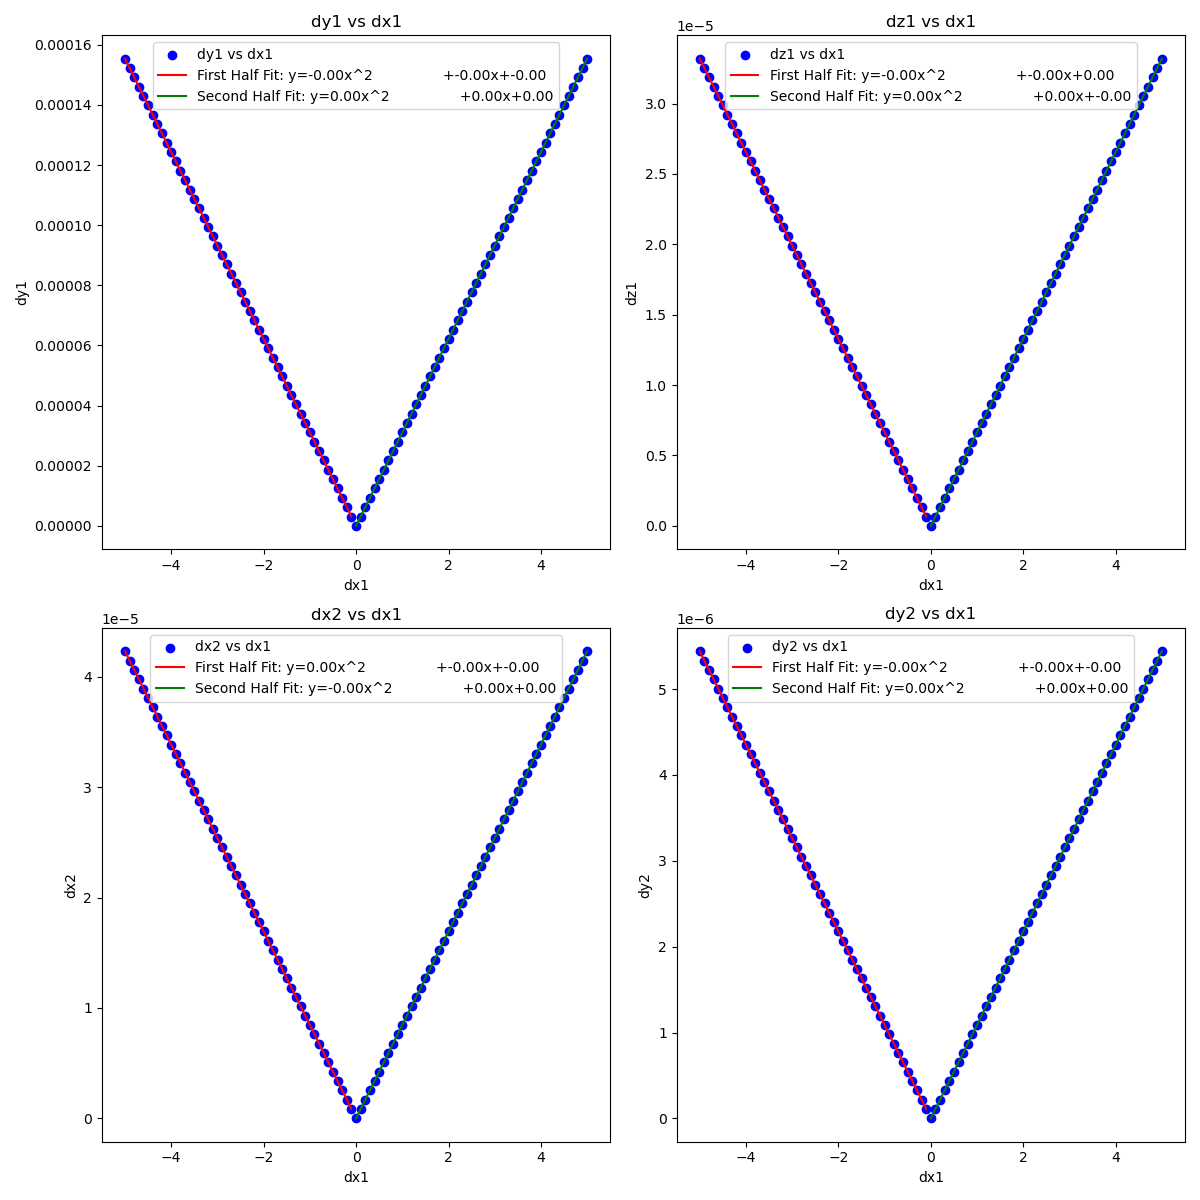 dy1 vs dx1
dy1 vs dx1
First Half Fit: y=-0.00x^2 +-0.00x+-0.00
Second Half Fit: y=0.00x^2 +0.00x+0.00
0.00016
0.00014
0.00012
0.00010
0.00008
0.00006
0.00004
0.00002
0.00000
dy1
−4 −2 0 2 4
dx1
dz1 vs dx1
1e−5
dz1 vs dx1
First Half Fit: y=-0.00x^2 +-0.00x+-0.00
Second Half Fit: y=0.00x^2 +0.00x+-0.00
3.0
2.5
2.0
1.5
1.0
0.5
0.0
dz1
−4 −2 0 2 4
dx1
dx2 vs dx1
1e−5
dx2 vs dx1
First Half Fit: y=0.00x^2 +-0.00x+-0.00
Second Half Fit: y=-0.00x^2 +0.00x+0.00
4
3
2
1
0
dx2
−4 −2 0 2 4
dx1
dy2 vs dx1
1e−6
dy2 vs dx1
First Half Fit: y=-0.00x^2 +-0.00x+-0.00
Second Half Fit: y=0.00x^2 +0.00x+0.00
5
4
3
2
1
0
dy2
−4 −2 0 2 4
dx1